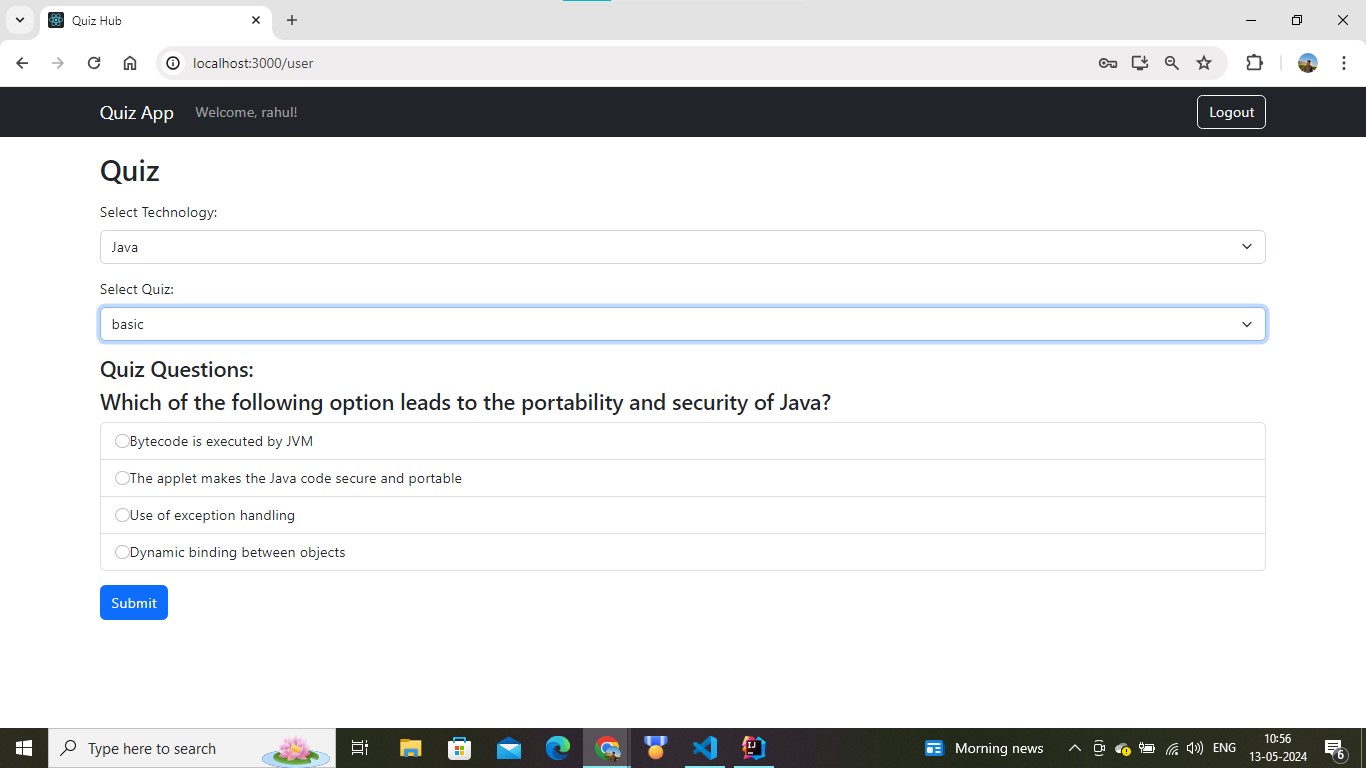 Quiz Hub
localhost:3000/user
Quiz App Welcome, rahul! Logout
Quiz
Select Technology:
Java
Select Quiz:
basic
Quiz Questions:
Which of the following option leads to the portability and security of Java?
Bytecode is executed by JVM
The applet makes the Java code secure and portable
Use of exception handling
Dynamic binding between objects
Submit
Type here to search Morning news ENG 10:56
13-05-2024 6